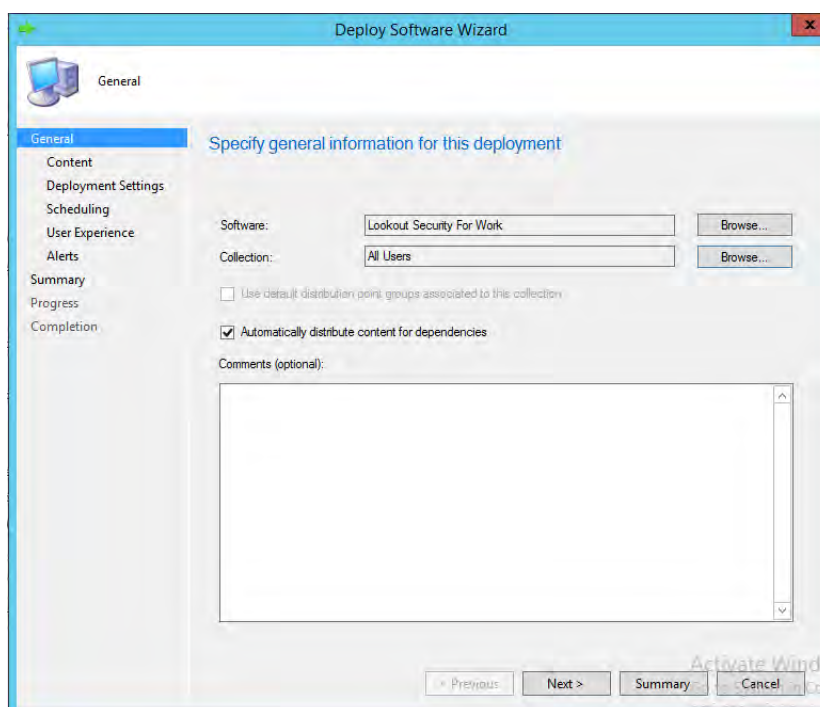 Deploy Software Wizard
x
General
General
Content
Deployment Settings
Scheduling
User Experience
Alerts
Summary
Progress
Completion
Specify general information for this deployment
Software: Lookout Security For Work Browse...
Collection: All Users Browse...
Use default distribution point groups associated to this collection
Automatically distribute content for dependencies
Comments (optional):
Activate Wind
< Previous Next > Summary Cancel